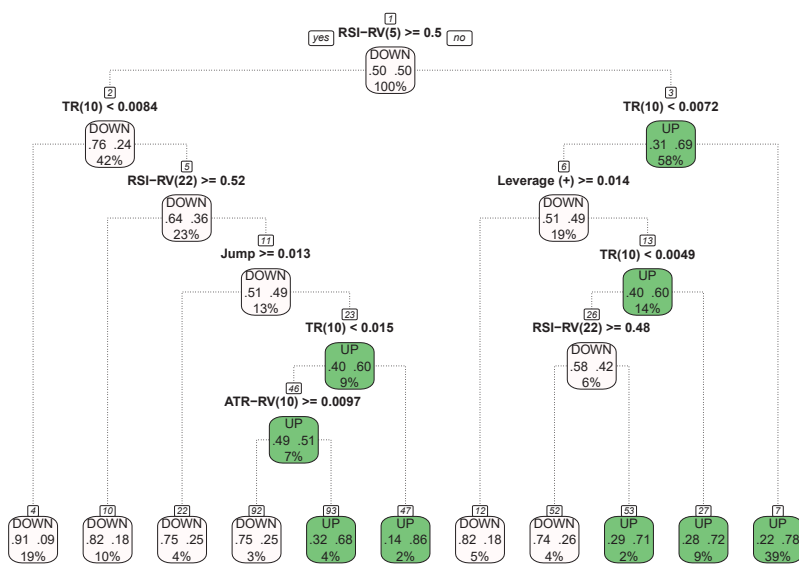 1
yes RSI−RV(5) >= 0.5 no
DOWN
.50 .50
100%
2
TR(10) < 0.0084
DOWN
.76 .24
42%
3
TR(10) < 0.0072
UP
.31 .69
58%
5
RSI−RV(22) >= 0.52
DOWN
.64 .36
23%
6
Leverage (+) >= 0.014
DOWN
.51 .49
19%
11
Jump >= 0.013
DOWN
.51 .49
13%
13
TR(10) < 0.0049
UP
.40 .60
14%
23
TR(10) < 0.015
UP
.40 .60
9%
26
RSI−RV(22) >= 0.48
DOWN
.58 .42
6%
46
ATR−RV(10) >= 0.0097
UP
.49 .51
7%
4
DOWN
.91 .09
19%
10
DOWN
.82 .18
10%
22
DOWN
.75 .25
4%
92
DOWN
.75 .25
3%
93
UP
.32 .68
4%
47
UP
.14 .86
2%
12
DOWN
.82 .18
5%
52
DOWN
.74 .26
4%
53
UP
.29 .71
2%
27
UP
.28 .72
9%
7
UP
.22 .78
39%